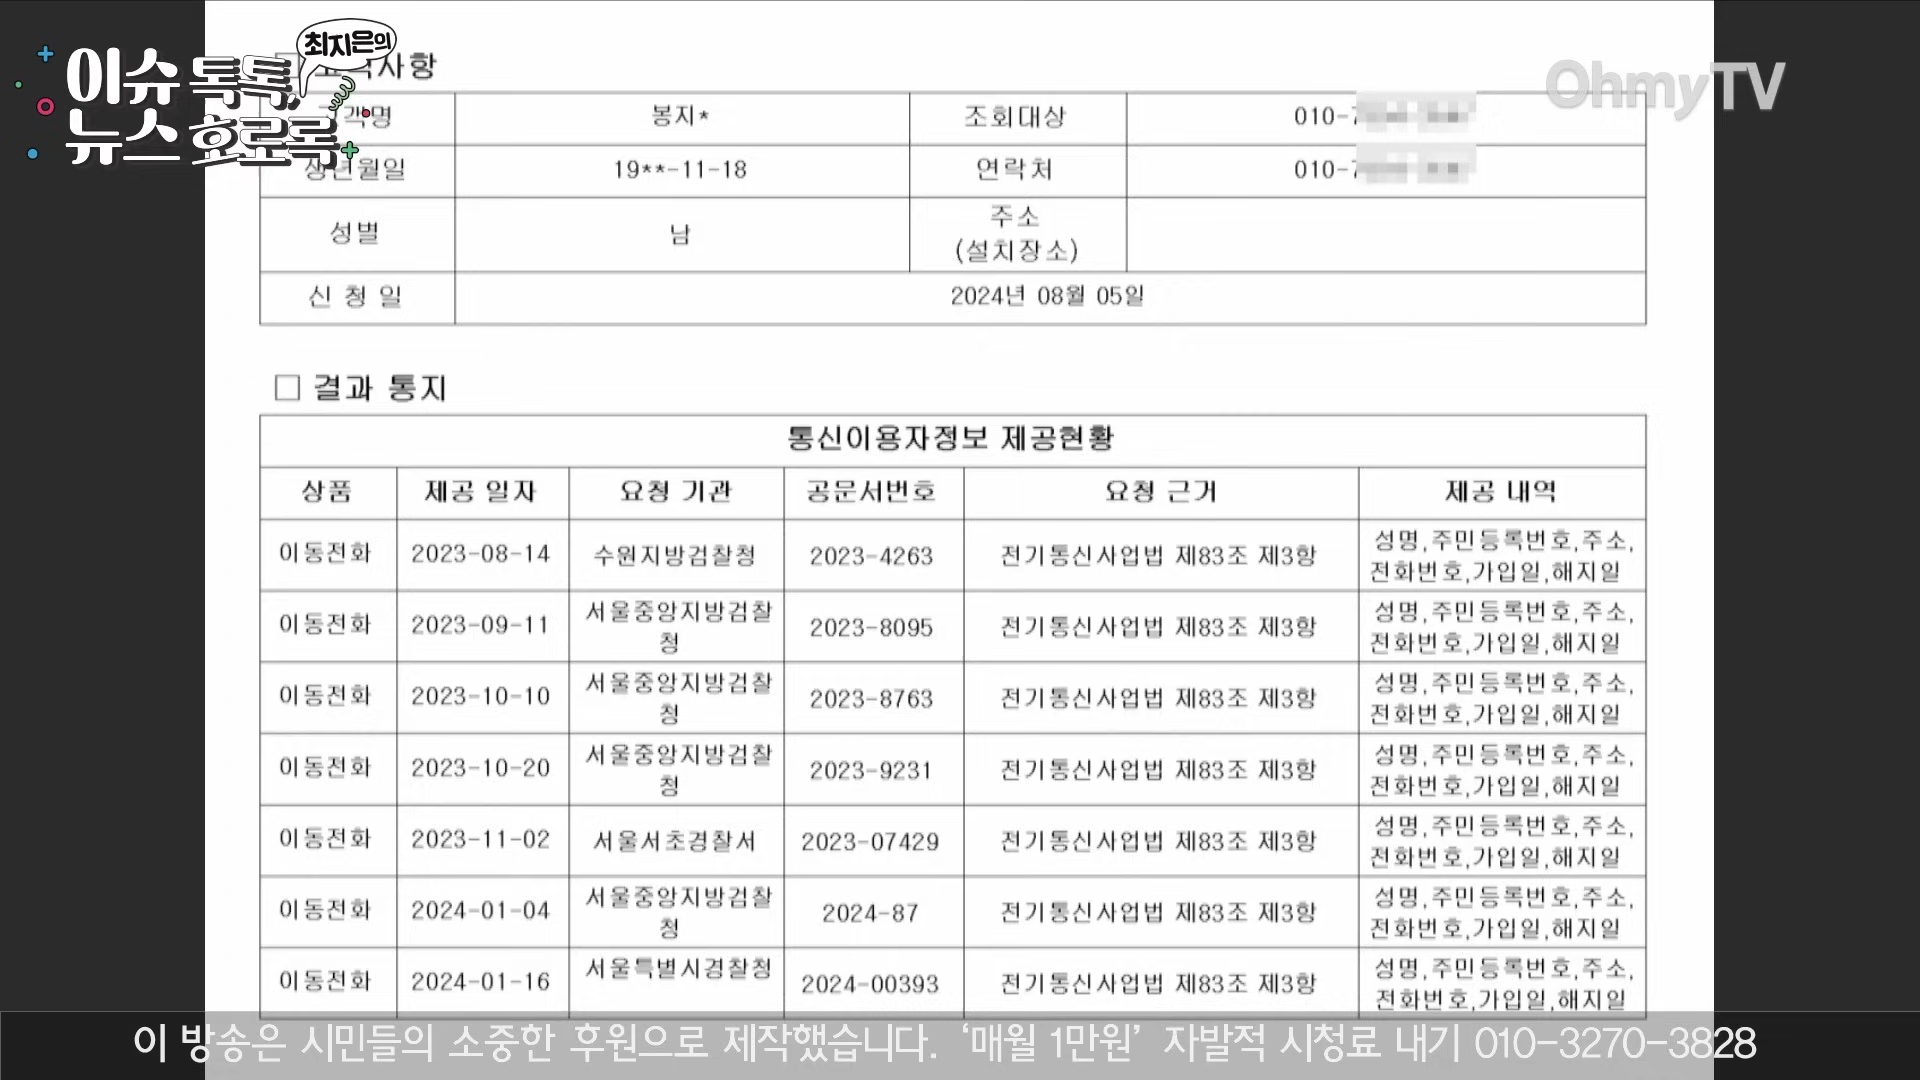 최지은의
이슈 톡톡,
뉴스 호로록
사항
OhmyTV
객명 봉지* 조회대상 010-7
생년월일 19**-11-18 연락처 010-7
성별 남 주소
(설치장소)
신 청 일 2024년 08월 05일
□ 결과 통지
통신이용자정보 제공현황
상품 제공 일자 요청 기관 공문서번호 요청 근거 제공 내역
이동전화 2023-08-14 수원지방검찰청 2023-4263 전기통신사업법 제83조 제3항 성명,주민등록번호,주소,
전화번호,가입일,해지일
이동전화 2023-09-11 서울중앙지방검찰
청 2023-8095 전기통신사업법 제83조 제3항 성명,주민등록번호,주소,
전화번호,가입일,해지일
이동전화 2023-10-10 서울중앙지방검찰
청 2023-8763 전기통신사업법 제83조 제3항 성명,주민등록번호,주소,
전화번호,가입일,해지일
이동전화 2023-10-20 서울중앙지방검찰
청 2023-9231 전기통신사업법 제83조 제3항 성명,주민등록번호,주소,
전화번호,가입일,해지일
이동전화 2023-11-02 서울서초경찰서 2023-07429 전기통신사업법 제83조 제3항 성명,주민등록번호,주소,
전화번호,가입일,해지일
이동전화 2024-01-04 서울중앙지방검찰
청 2024-87 전기통신사업법 제83조 제3항 성명,주민등록번호,주소,
전화번호,가입일,해지일
이동전화 2024-01-16 서울특별시경찰청 2024-00393 전기통신사업법 제83조 제3항 성명,주민등록번호,주소,
전화번호,가입일,해지일
이 방송은 시민들의 소중한 후원으로 제작했습니다. ‘매월 1만원’ 자발적 시청료 내기 010-3270-3828